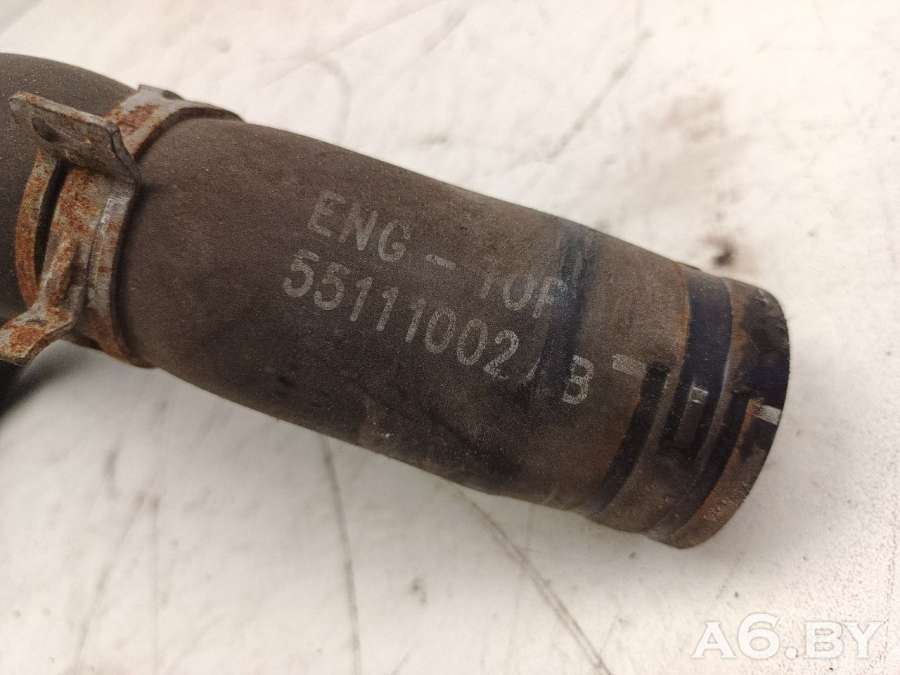 ENG - TOP
55111002AB
A6.BY